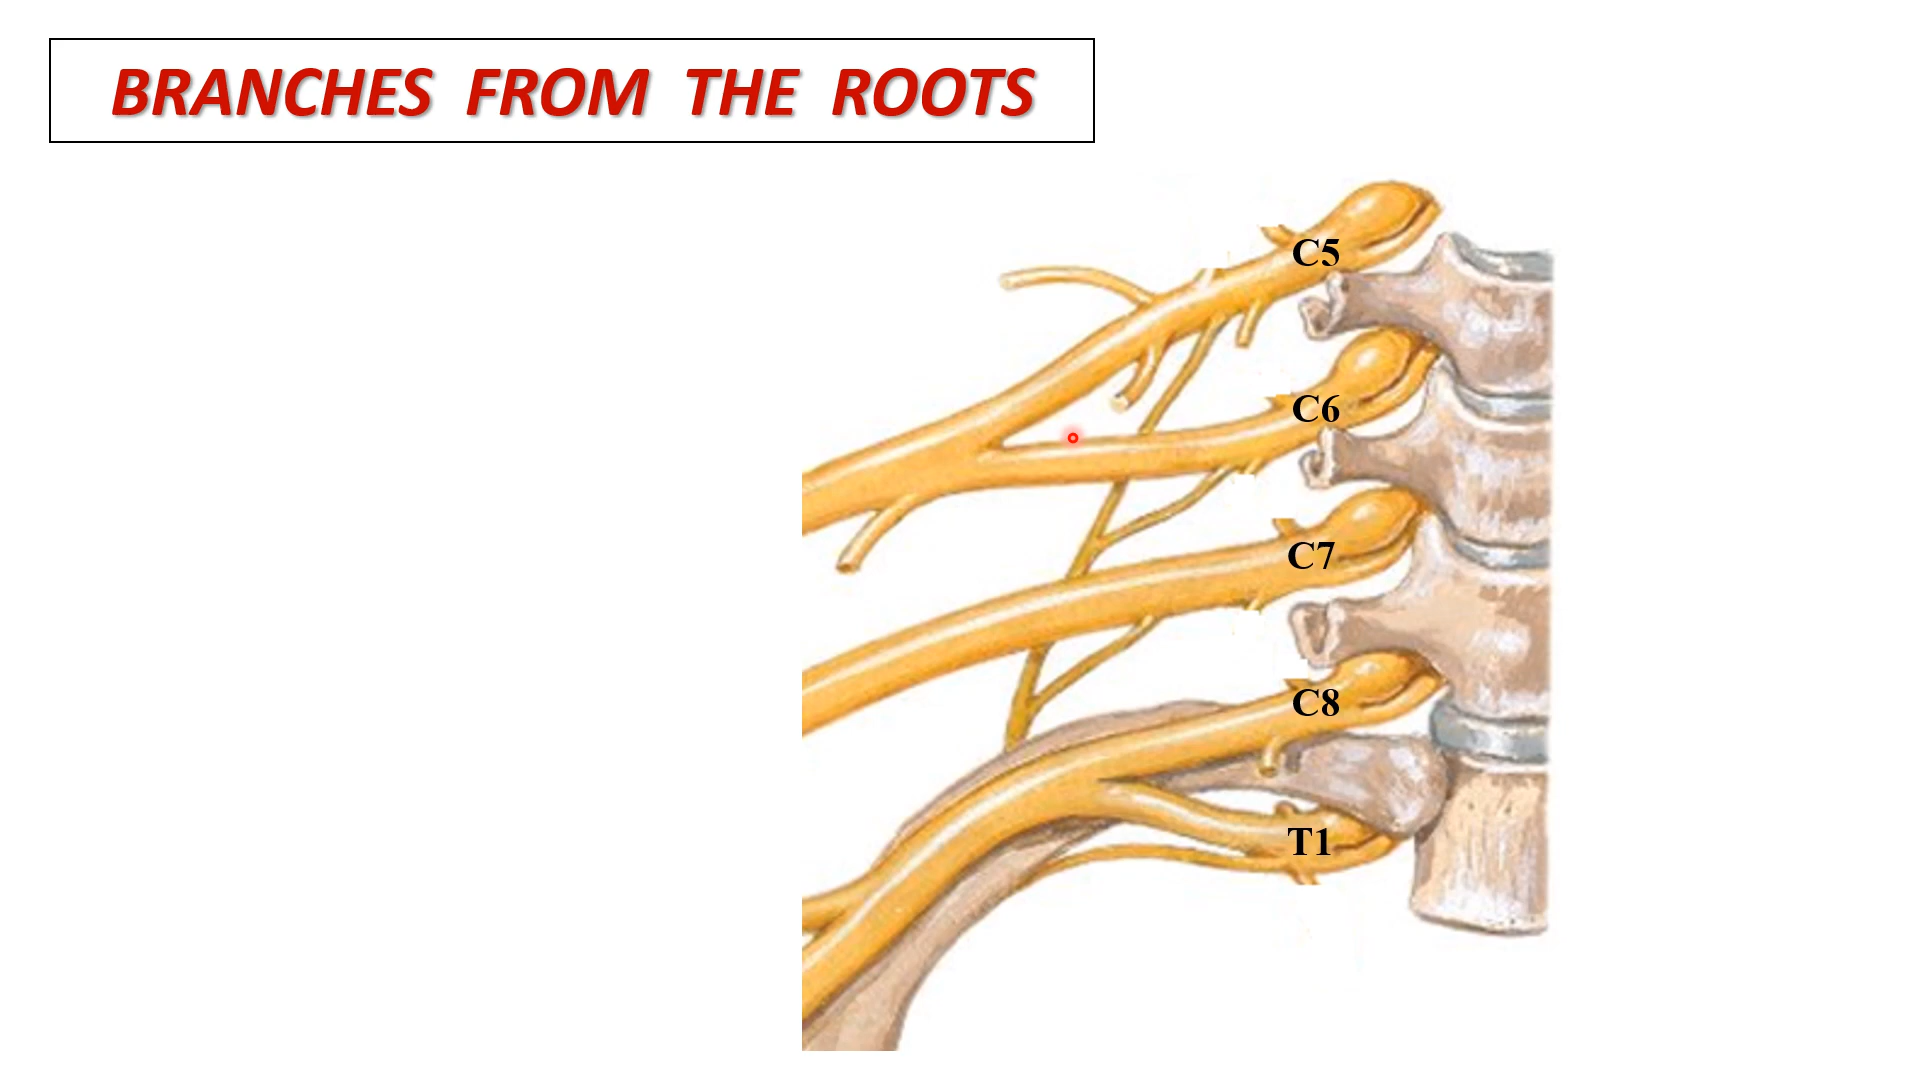 BRANCHES FROM THE ROOTS
C5
C6
C7
C8
T1